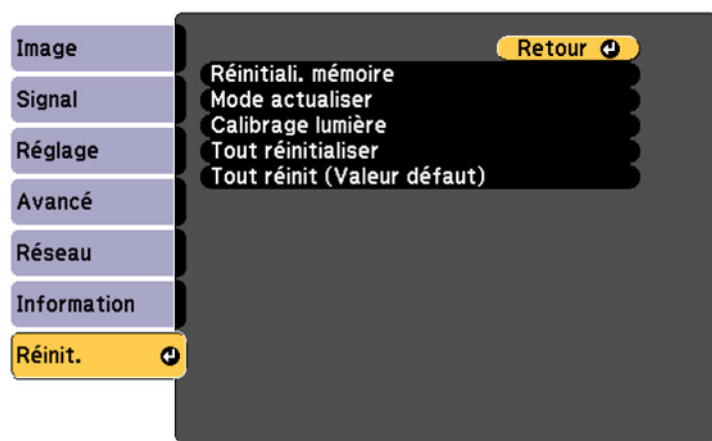 Image
Signal
Réglage
Avancé
Réseau
Information
Réinit.
Retour
Réinitiali. mémoire
Mode actualiser
Calibrage lumière
Tout réinitialiser
Tout réinit (Valeur défaut)